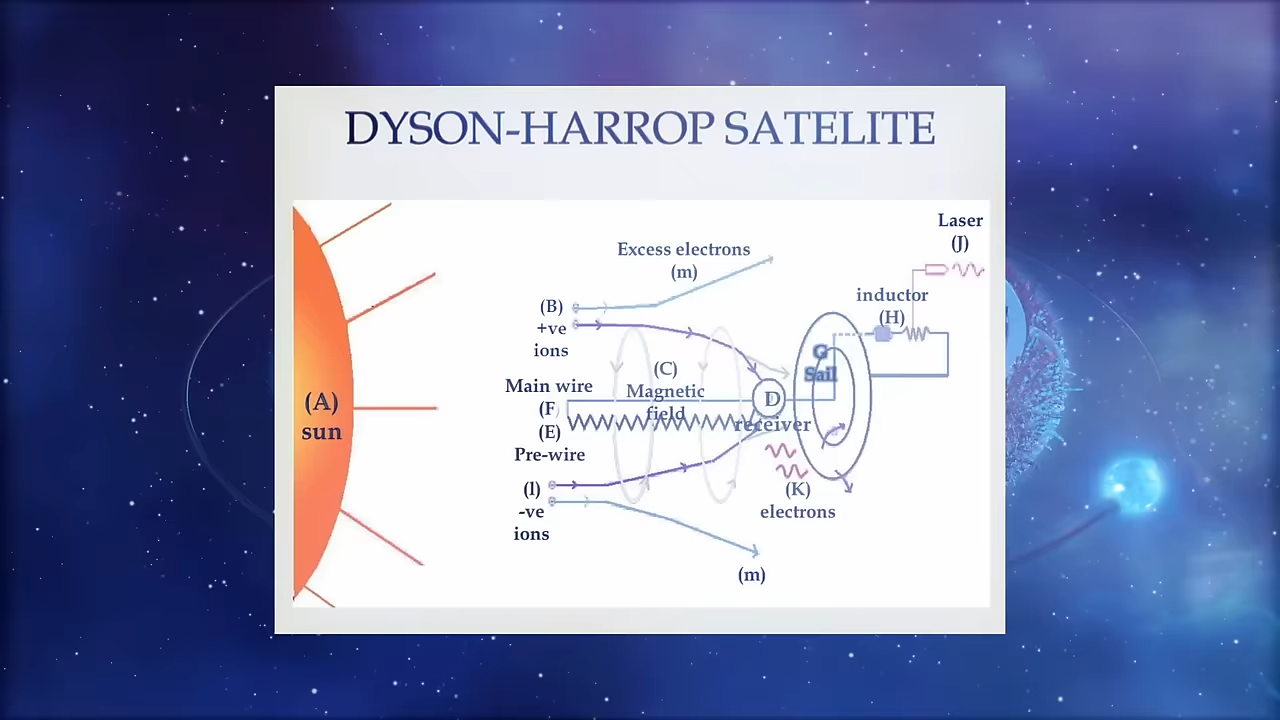 DYSON-HARROP SATELITE
Laser
(J)
Excess electrons
(m)
inductor
(H)
(B)
+ve
ions
G
Sail
(C)
Magnetic
field
Main wire
(F)
(E)
Pre-wire
D
receiver
(A)
sun
(l)
-ve
ions
(K)
electrons
(m)